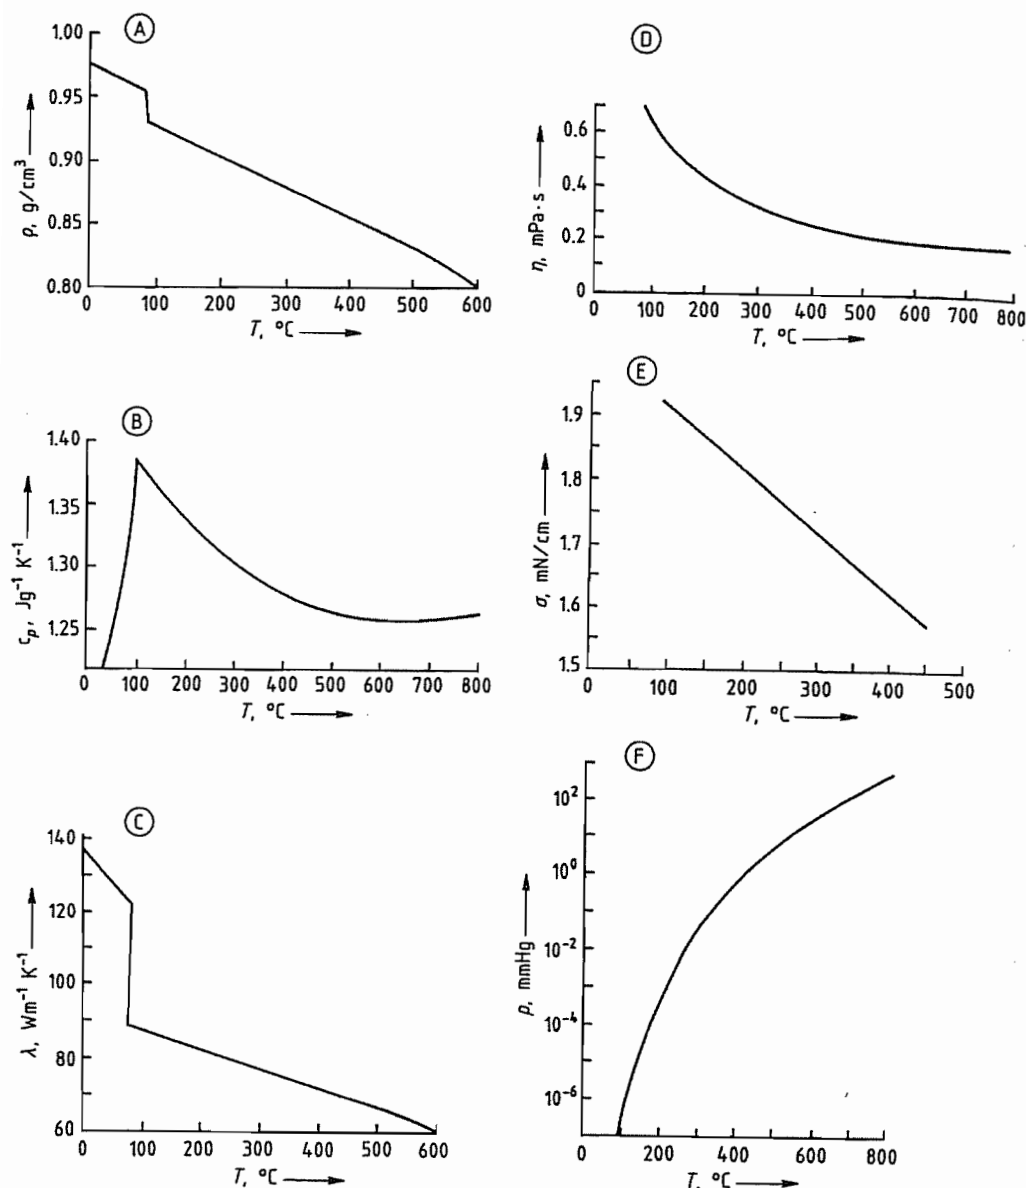 A
1.00
0.95
0.90
0.85
0.80
ρ, g/cm³
0 100 200 300 400 500 600
T, °C
D
0.6
0.4
0.2
0
η, mPa·s
0 100 200 300 400 500 600 700 800
T, °C
B
1.40
1.35
1.30
1.25
cp, Jg⁻¹ K⁻¹
0 100 200 300 400 500 600 700 800
T, °C
E
1.9
1.8
1.7
1.6
1.5
σ, mN/cm
0 100 200 300 400 500
T, °C
C
140
120
100
80
60
λ, Wm⁻¹ K⁻¹
0 100 200 300 400 500 600
T, °C
F
10²
10⁰
10⁻²
10⁻⁴
10⁻⁶
p, mmHg
0 200 400 600 800
T, °C